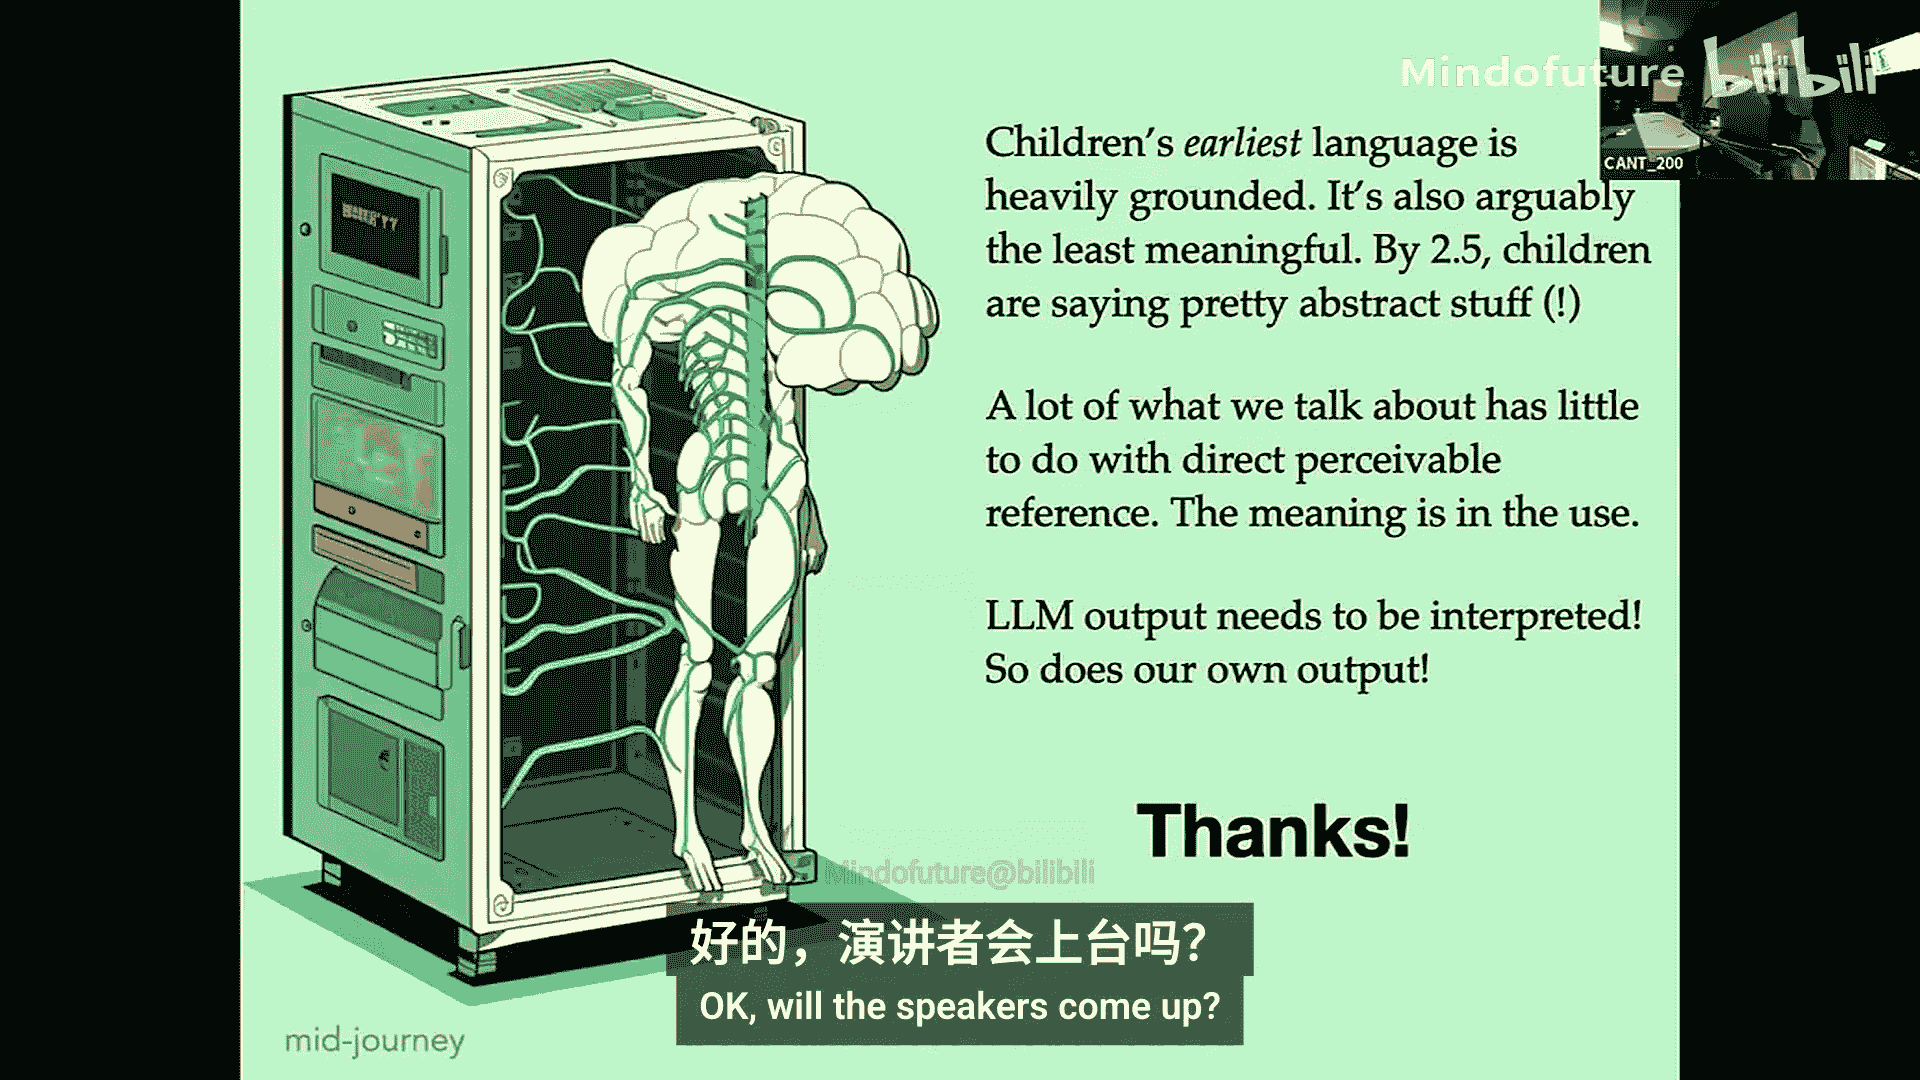 Mindofuture bilibili
CANT_200
Children’s earliest language is
heavily grounded. It’s also arguably
the least meaningful. By 2.5, children
are saying pretty abstract stuff (!)
A lot of what we talk about has little
to do with direct perceivable
reference. The meaning is in the use.
LLM output needs to be interpreted!
So does our own output!
Thanks!
Mindofuture@bilibili
好的，演讲者会上台吗？
OK, will the speakers come up?
mid-journey